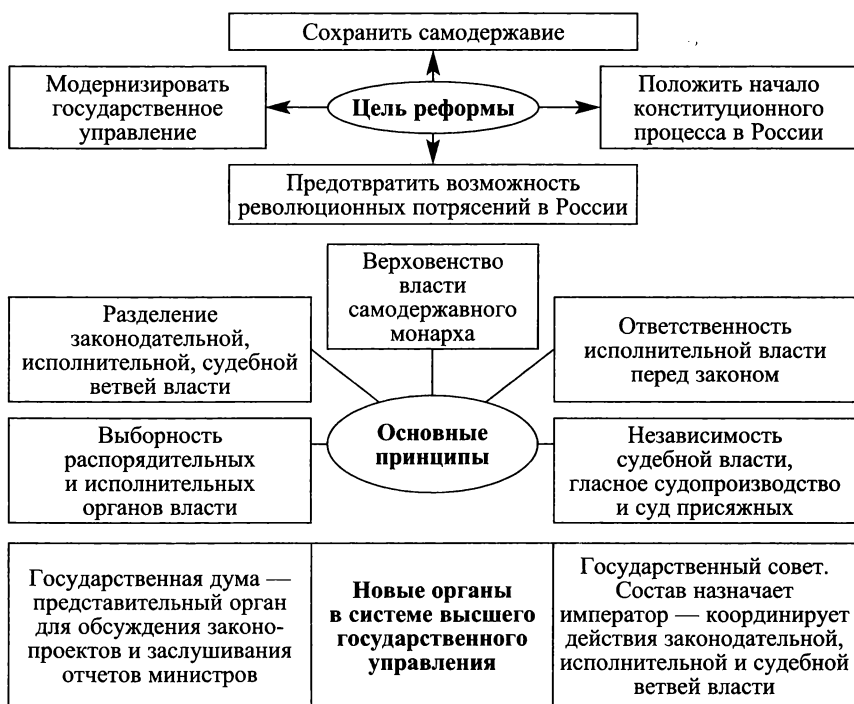 Сохранить самодержавие
Модернизировать
государственное
управление
Цель реформы
Положить начало
конституционного
процесса в России
Предотвратить возможность
революционных потрясений в России
Верховенство
власти
самодержавного
монарха
Разделение
законодательной,
исполнительной, судебной
ветвей власти
Ответственность
исполнительной власти
перед законом
Выборность
распорядительных
и исполнительных
органов власти
Основные
принципы
Независимость
судебной власти,
гласное судопроизводство
и суд присяжных
Государственная дума —
представительный орган
для обсуждения законо-
проектов и заслушивания
отчетов министров
Новые органы
в системе высшего
государственного
управления
Государственный совет.
Состав назначает
император — координирует
действия законодательной,
исполнительной и судебной
ветвей власти